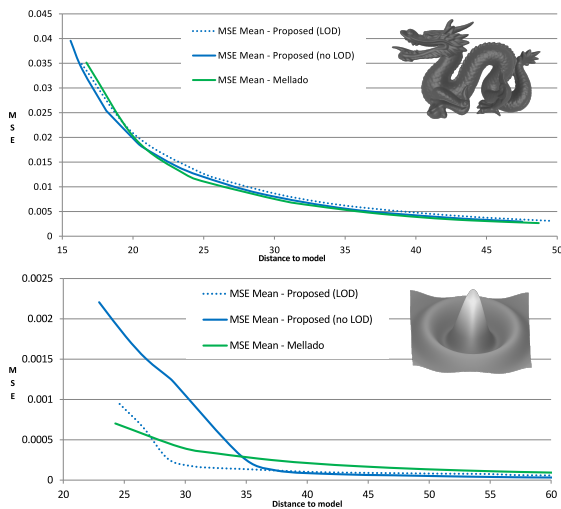 0.045
0.04
0.035
0.03
0.025
0.02
0.015
0.01
0.005
0
M
S
E
MSE Mean - Proposed (LOD)
MSE Mean - Proposed (no LOD)
MSE Mean - Mellado
15 20 25 30 35 40 45 50
Distance to model
0.0025
0.002
0.0015
0.001
0.0005
0
M
S
E
MSE Mean - Proposed (LOD)
MSE Mean - Proposed (no LOD)
MSE Mean - Mellado
20 25 30 35 40 45 50 55 60
Distance to model